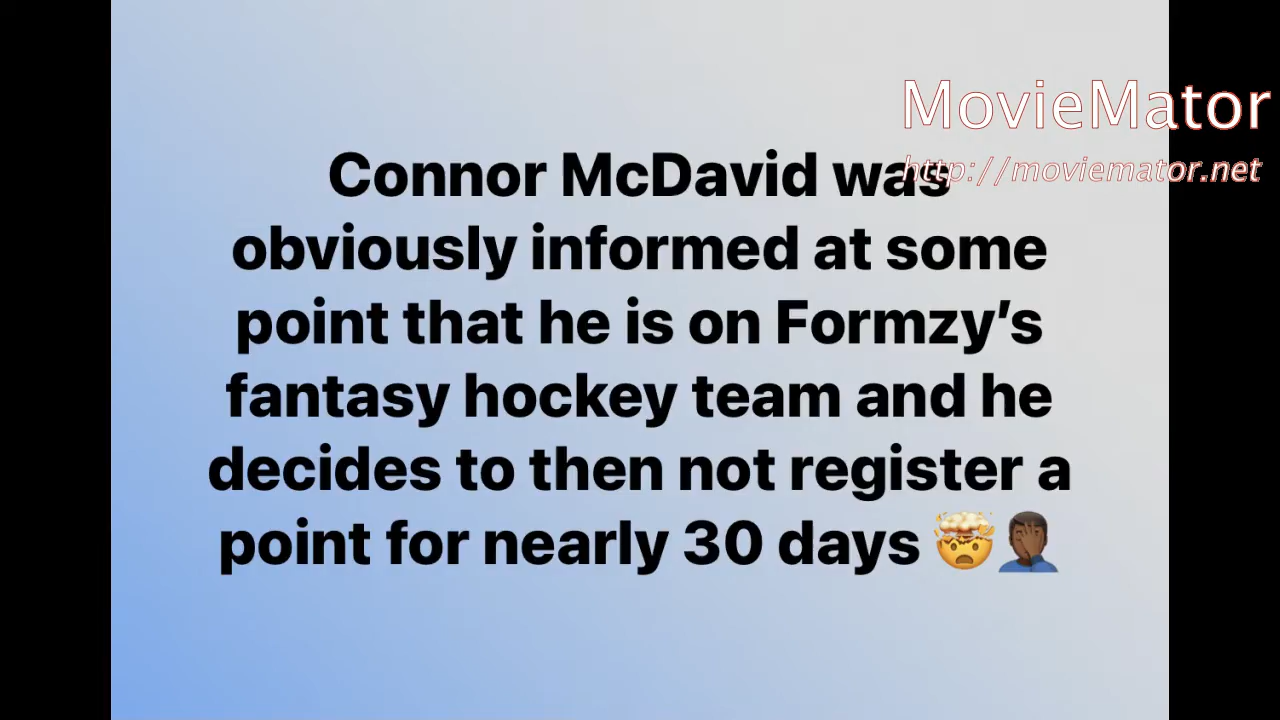 MovieMator
http://moviemator.net
Connor McDavid was
obviously informed at some
point that he is on Formzy’s
fantasy hockey team and he
decides to then not register a
point for nearly 30 days 🤯🤦🏾‍♂️